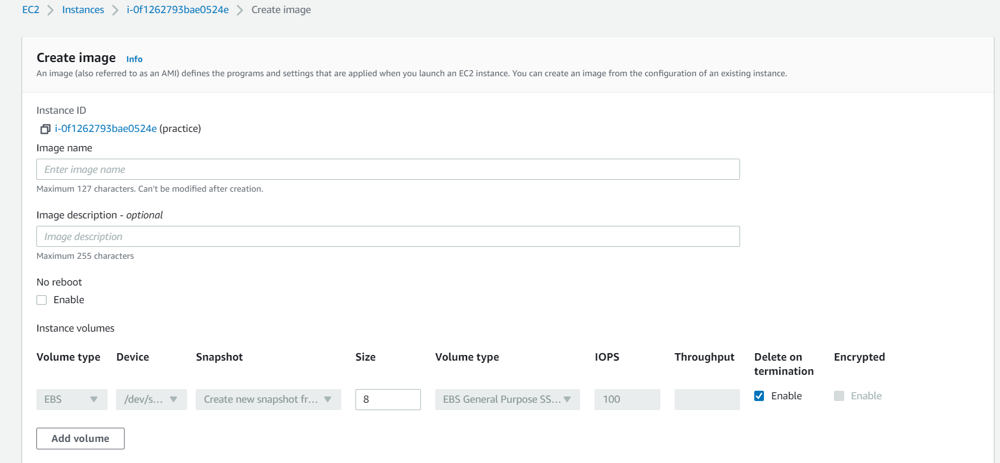 EC2 > Instances > i-0f1262793bae0524e > Create image
Create image Info
An image (also referred to as an AMI) defines the programs and settings that are applied when you launch an EC2 instance. You can create an image from the configuration of an existing instance.
Instance ID
i-0f1262793bae0524e (practice)
Image name
Enter image name
Maximum 127 characters. Can't be modified after creation.
Image description - optional
Image description
Maximum 255 characters
No reboot
Enable
Instance volumes
Volume type Device Snapshot Size Volume type IOPS Throughput Delete on termination Encrypted
EBS /dev/s... Create new snapshot fr... 8 EBS General Purpose SS... 100 Enable Enable
Add volume